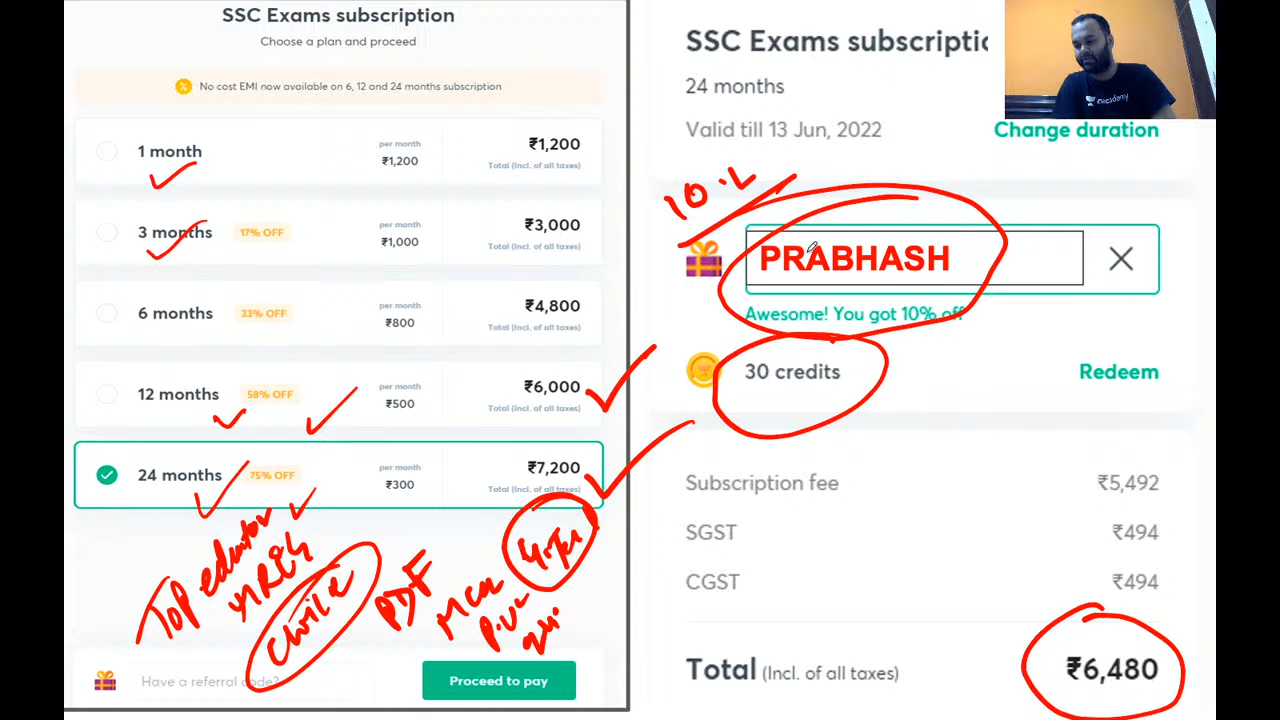 SSC Exams subscription
Choose a plan and proceed
No cost EMI now available on 6, 12 and 24 months subscription
1 month
per month
₹1,200
₹1,200
Total (Incl. of all taxes)
3 months
17% OFF
per month
₹1,000
₹3,000
Total (Incl. of all taxes)
6 months
33% OFF
per month
₹800
₹4,800
Total (Incl. of all taxes)
12 months
58% OFF
per month
₹500
₹6,000
Total (Incl. of all taxes)
24 months
75% OFF
per month
₹300
₹7,200
Total (Incl. of all taxes)
Top educator
PDF
MCQ
Have a referral code?
Proceed to pay
SSC Exams
24 months
Valid till 13 Jun, 2022
Change duration
10%
PRABHASH
Awesome! You got 10% off
30 credits
Redeem
Subscription fee
₹5,492
SGST
₹494
CGST
₹494
Total (Incl. of all taxes)
₹6,480